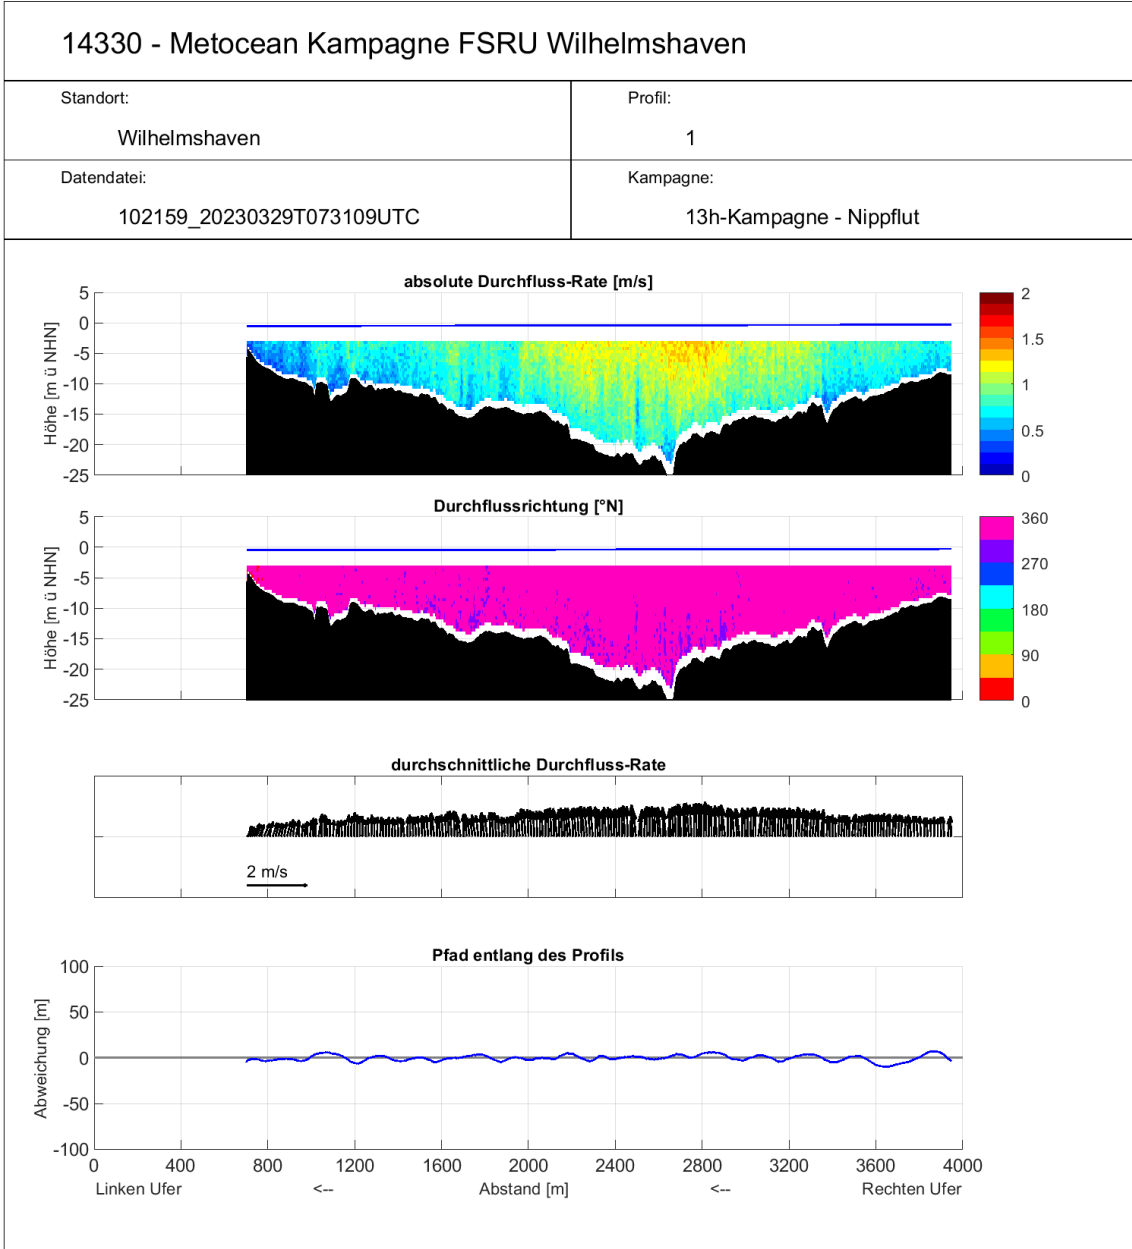 14330 - Metocean Kampagne FSRU Wilhelmshaven
Standort:
Profil:
Wilhelmshaven
1
Datendatei:
Kampagne:
102159_20230329T073109UTC
13h-Kampagne - Nippflut
absolute Durchfluss-Rate [m/s]
5
0
-5
-10
-15
-20
-25
Höhe [m ü NHN]
2
1.5
1
0.5
0
Durchflussrichtung [°N]
5
0
-5
-10
-15
-20
-25
Höhe [m ü NHN]
360
270
180
90
0
durchschnittliche Durchfluss-Rate
2 m/s
Pfad entlang des Profils
100
50
0
-50
-100
Abweichung [m]
0 400 800 1200 1600 2000 2400 2800 3200 3600 4000
Linken Ufer <-- Abstand [m] <-- Rechten Ufer